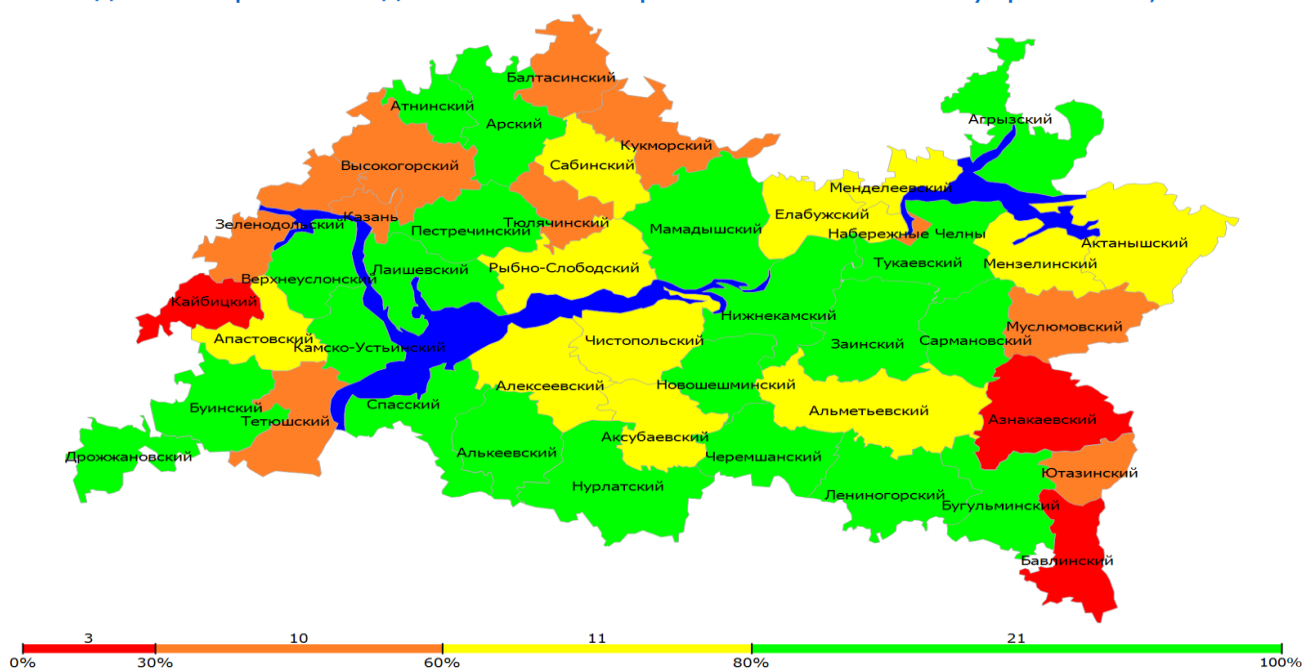 Балтасинский
Атнинский
Арский
Агрызский
Кукморский
Высокогорский
Сабинский
Менделеевский
Елабужский
Казань
Зеленодольский
Тюлячинский
Пестречинский
Мамадышский
Набережные Челны
Актанышский
Тукаевский
Мензелинский
Рыбно-Слободский
Лаишевский
Верхнеуслонский
Кайбицкий
Нижнекамский
Муслюмовский
Апастовский
Камско-Устьинский
Чистопольский
Заинский
Сармановский
Алексеевский
Новошешминский
Буинский
Спасский
Альметьевский
Тетюшский
Азнакаевский
Аксубаевский
Дрожжановский
Алькеевский
Черемшанский
Ютазинский
Нурлатский
Лениногорский
Бугульминский
Бавлинский
3 10 11 21
0% 30% 60% 80% 100%